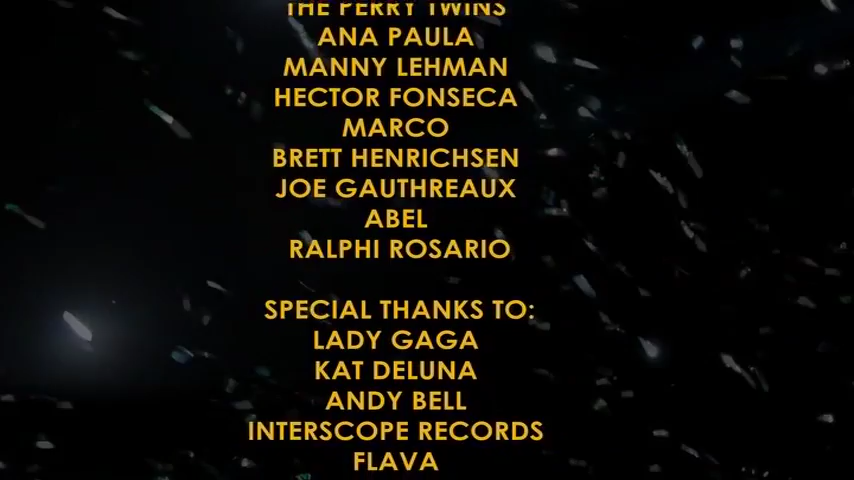 THE PERRY TWINS
ANA PAULA
MANNY LEHMAN
HECTOR FONSECA
MARCO
BRETT HENRICHSEN
JOE GAUTHREAUX
ABEL
RALPHI ROSARIO
SPECIAL THANKS TO:
LADY GAGA
KAT DELUNA
ANDY BELL
INTERSCOPE RECORDS
FLAVA